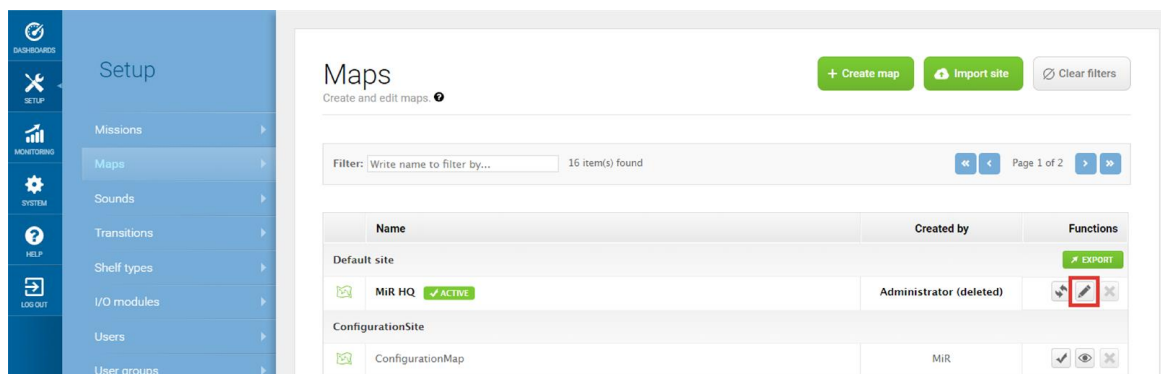 DASHBOARDS
SETUP
MONITORING
SYSTEM
HELP
LOG OUT
Setup
Missions
Maps
Sounds
Transitions
Shelf types
I/O modules
Users
User groups
Maps
Create and edit maps. ?
+ Create map
Import site
Clear filters
Filter: Write name to filter by... 16 item(s) found
« ‹ Page 1 of 2 › »
Name Created by Functions
Default site EXPORT
MiR HQ ✓ ACTIVE Administrator (deleted)
ConfigurationSite
ConfigurationMap MiR